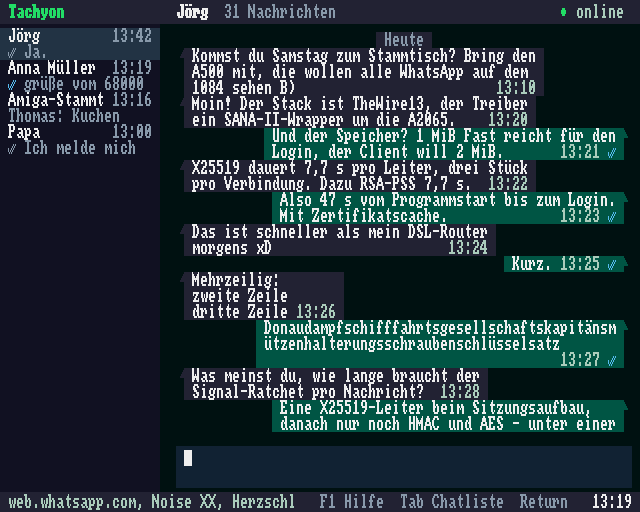 Tachyon
Jörg 31 Nachrichten
• online
Jörg 13:42
✓ Ja.
Anna Müller 13:19
✓ grüße vom 68000
Amiga-Stammt 13:16
Thomas: Kuchen
Papa 13:00
✓ Ich melde mich
Heute
Kommst du Samstag zum Stammtisch? Bring den
A500 mit, die wollen alle WhatsApp auf dem
1084 sehen B) 13:10
Moin! Der Stack ist TheWire13, der Treiber
ein SANA-II-Wrapper um die A2065. 13:20
Und der Speicher? 1 MiB Fast reicht für den
Login, der Client will 2 MiB. 13:21 ✓
X25519 dauert 7,7 s pro Leiter, drei Stück
pro Verbindung. Dazu RSA-PSS 7,7 s. 13:22
Also 47 s vom Programmstart bis zum Login.
Mit Zertifikatscache. 13:23 ✓
Das ist schneller als mein DSL-Router
morgens xD 13:24
Kurz. 13:25 ✓
Mehrzeilig:
zweite Zeile
dritte Zeile 13:26
Donaudampfschifffahrtsgesellschaftskapitänsm
ützenhalterungsschraubenschlüsselsatz
13:27 ✓
Was meinst du, wie lange braucht der
Signal-Ratchet pro Nachricht? 13:28
Eine X25519-Leiter beim Sitzungsaufbau,
danach nur noch HMAC und AES - unter einer
web.whatsapp.com, Noise XX, Herzschl F1 Hilfe Tab Chatliste Return 13:19